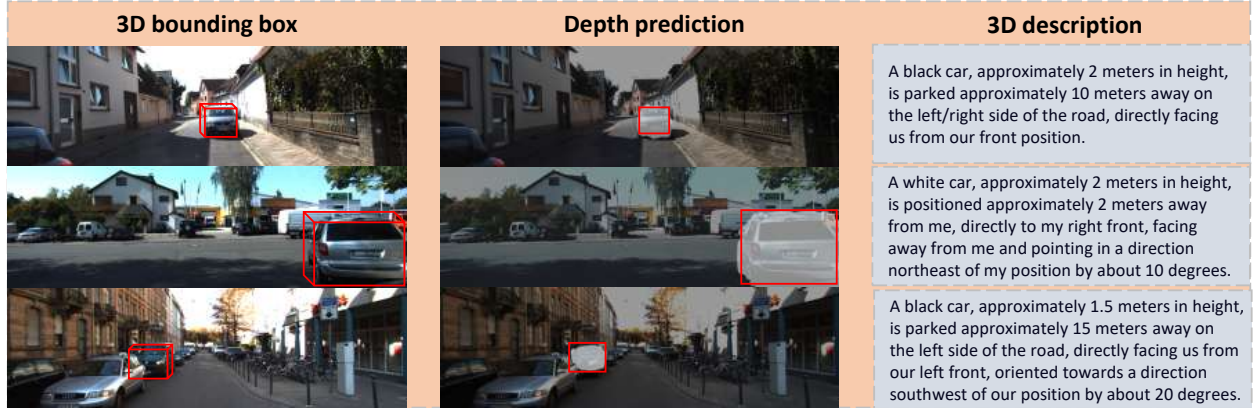 3D bounding box
Depth prediction
3D description
A black car, approximately 2 meters in height,
is parked approximately 10 meters away on
the left/right side of the road, directly facing
us from our front position.
A white car, approximately 2 meters in height,
is positioned approximately 2 meters away
from me, directly to my right front, facing
away from me and pointing in a direction
northeast of my position by about 10 degrees.
A black car, approximately 1.5 meters in height,
is parked approximately 15 meters away on
the left side of the road, directly facing us from
our left front, oriented towards a direction
southwest of our position by about 20 degrees.